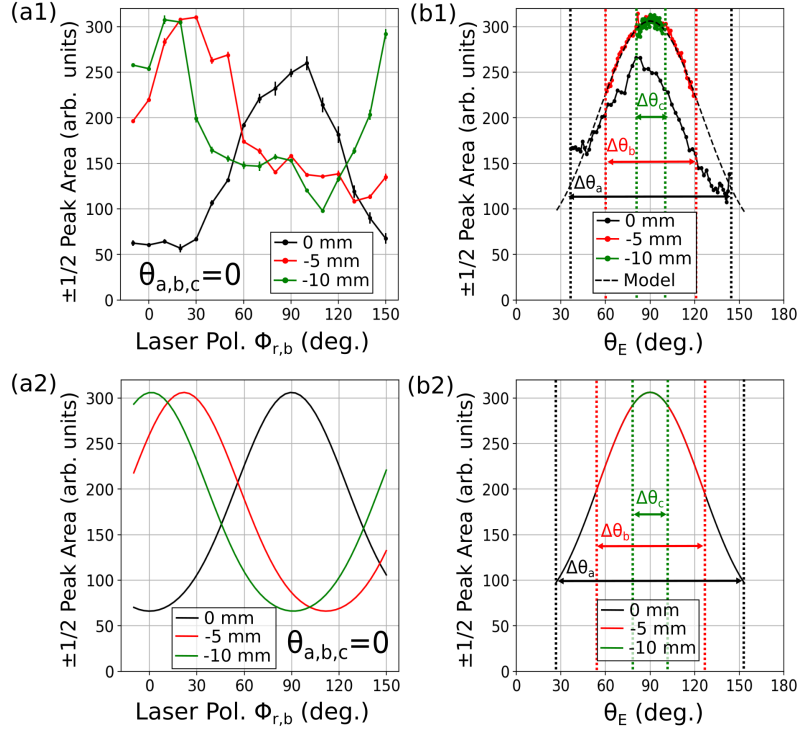 (a1)
±1/2 Peak Area (arb. units)
300
250
200
150
100
50
0
0 30 60 90 120 150
θa,b,c=0
0 mm
-5 mm
-10 mm
Laser Pol. Φr,b (deg.)
(b1)
±1/2 Peak Area (arb. units)
300
250
200
150
100
50
0
0 30 60 90 120 150 180
Δθc
Δθb
Δθa
0 mm
-5 mm
-10 mm
Model
θE (deg.)
(a2)
±1/2 Peak Area (arb. units)
300
250
200
150
100
50
0
0 30 60 90 120 150
0 mm
-5 mm
-10 mm
θa,b,c=0
Laser Pol. Φr,b (deg.)
(b2)
±1/2 Peak Area (arb. units)
300
250
200
150
100
50
0
0 30 60 90 120 150 180
Δθc
Δθb
Δθa
0 mm
-5 mm
-10 mm
θE (deg.)